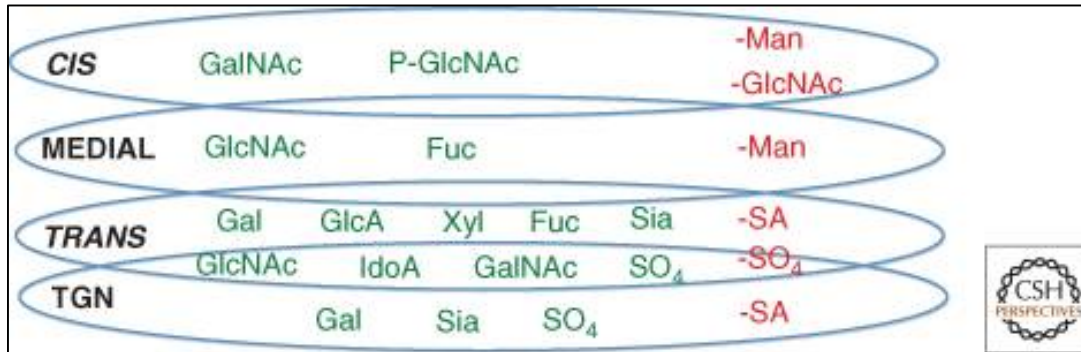 -Man
CIS GalNAc P-GlcNAc
-GlcNAc
MEDIAL GlcNAc Fuc -Man
Gal GlcA Xyl Fuc Sia -SA
TRANS
GlcNAc IdoA GalNAc SO₄ -SO₄
TGN
Gal Sia SO₄ -SA
CSH
PERSPECTIVES